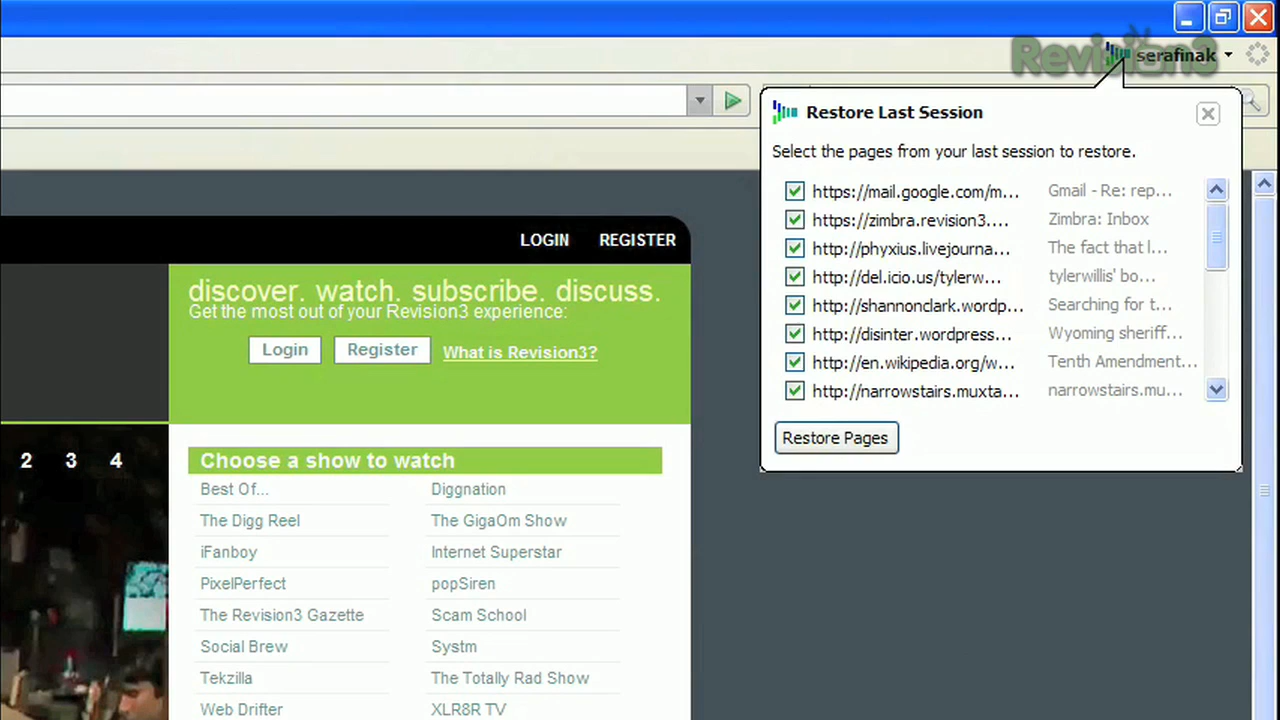 Revision3
serafinak
Restore Last Session
Select the pages from your last session to restore.
https://mail.google.com/m... Gmail - Re: rep...
https://zimbra.revision3.... Zimbra: Inbox
http://phyxius.livejourna... The fact that l...
http://del.icio.us/tylerw... tylerwillis' bo...
http://shannonclark.wordp... Searching for t...
http://disinter.wordpress... Wyoming sheriff...
http://en.wikipedia.org/w... Tenth Amendment...
http://narrowstairs.muxta... narrowstairs.mu...
Restore Pages
LOGIN REGISTER
discover. watch. subscribe. discuss.
Get the most out of your Revision3 experience:
Login Register What is Revision3?
2 3 4
Choose a show to watch
Best Of... Diggnation
The Digg Reel The GigaOm Show
iFanboy Internet Superstar
PixelPerfect popSiren
The Revision3 Gazette Scam School
Social Brew Systm
Tekzilla The Totally Rad Show
Web Drifter XLR8R TV